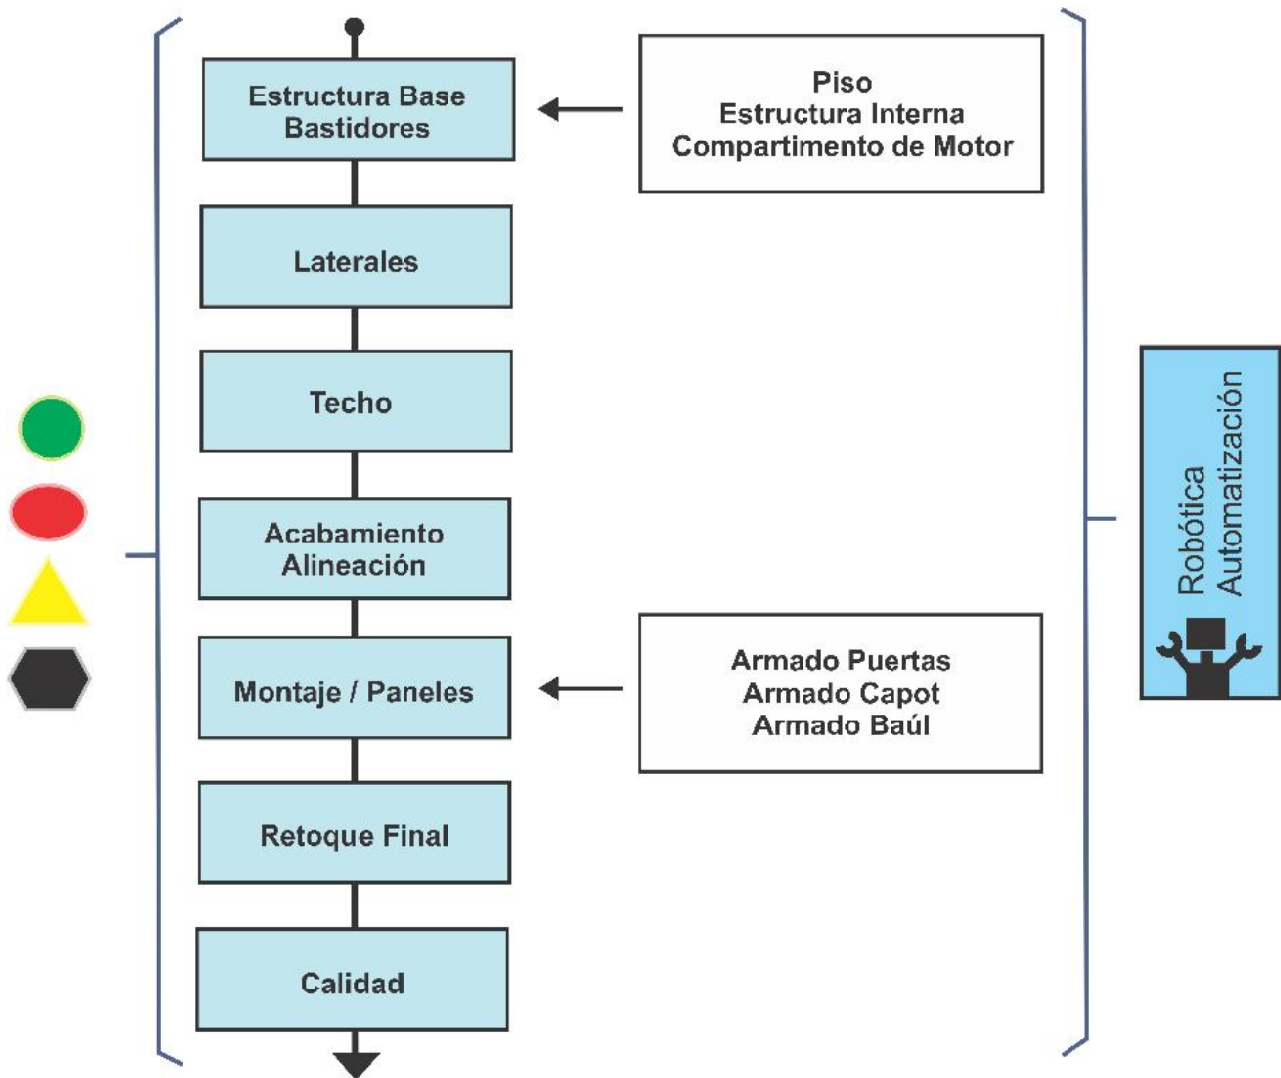 Estructura Base
Bastidores
Piso
Estructura Interna
Compartimento de Motor
Laterales
Techo
Acabamiento
Alineación
Montaje / Paneles
Armado Puertas
Armado Capot
Armado Baúl
Retoque Final
Calidad
Robótica
Automatización